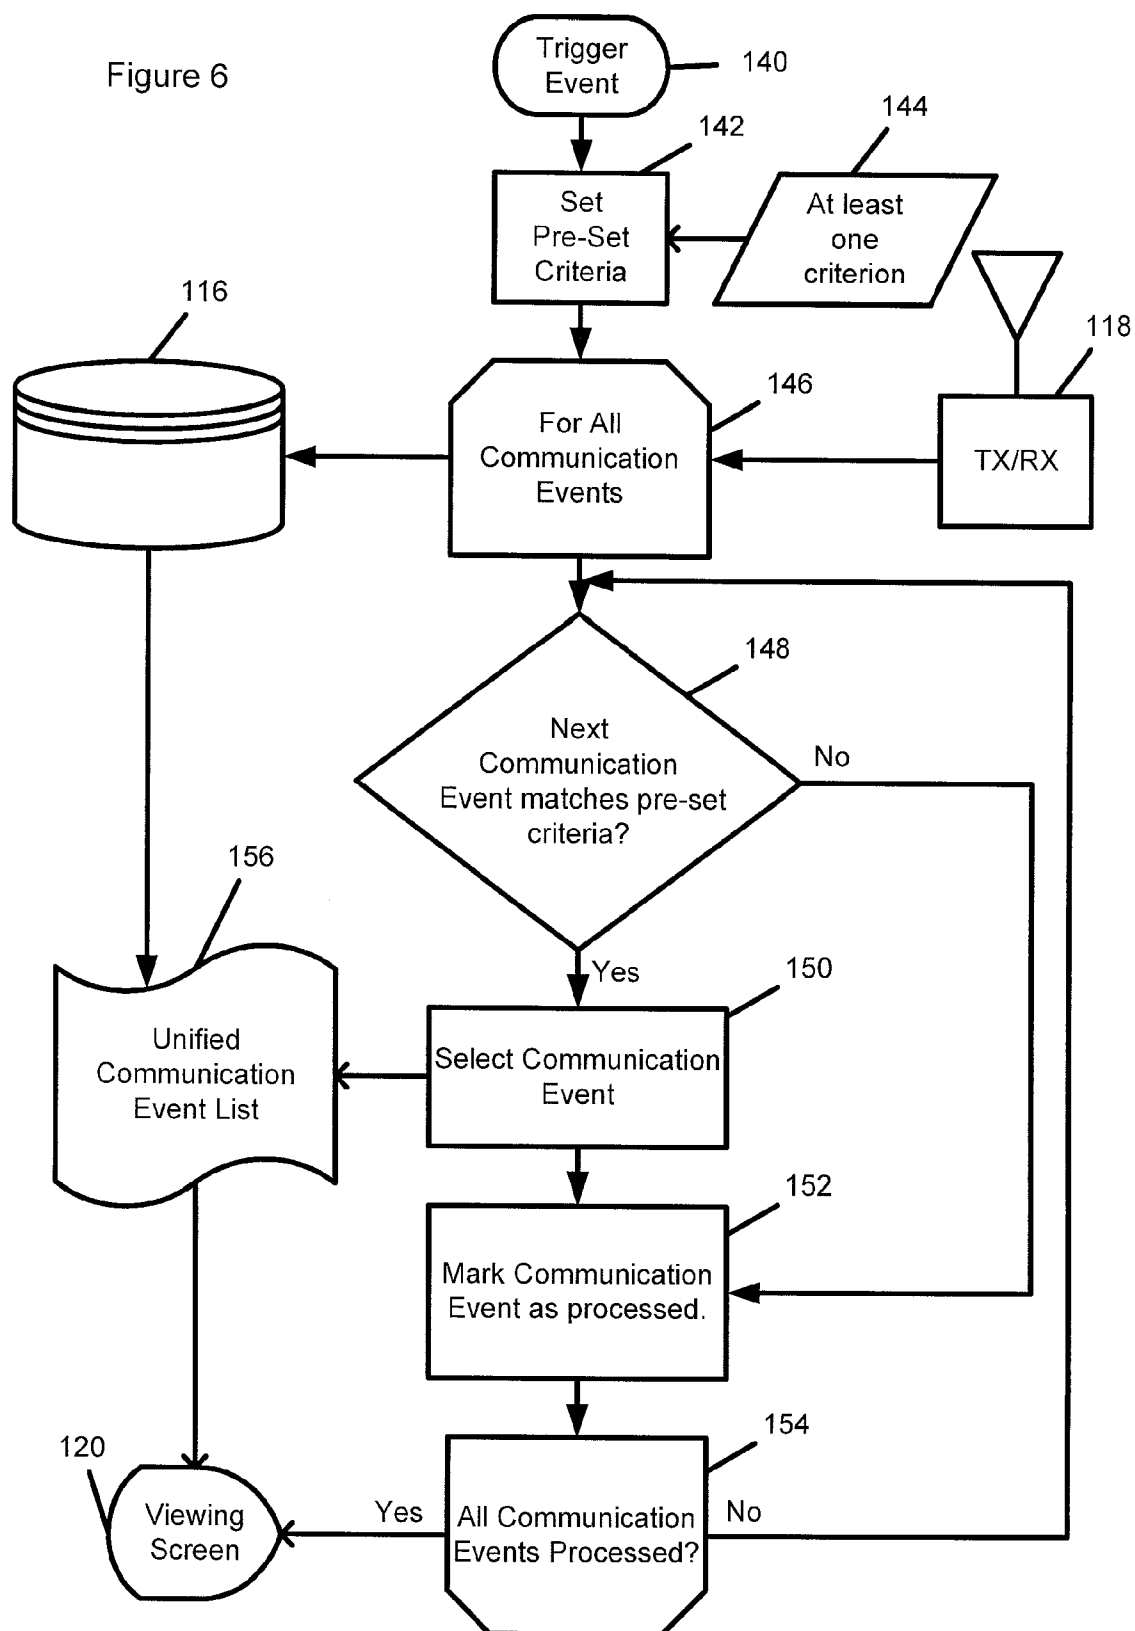 Figure 6
Trigger
Event
140
142
144
Set
Pre-Set
Criteria
At least
one
criterion
116
118
146
For All
Communication
Events
TX/RX
148
Next
Communication
Event matches pre-set
criteria?
No
156
Yes
150
Unified
Communication
Event List
Select Communication
Event
152
Mark Communication
Event as processed.
154
120
Viewing
Screen
Yes
All Communication
Events Processed?
No